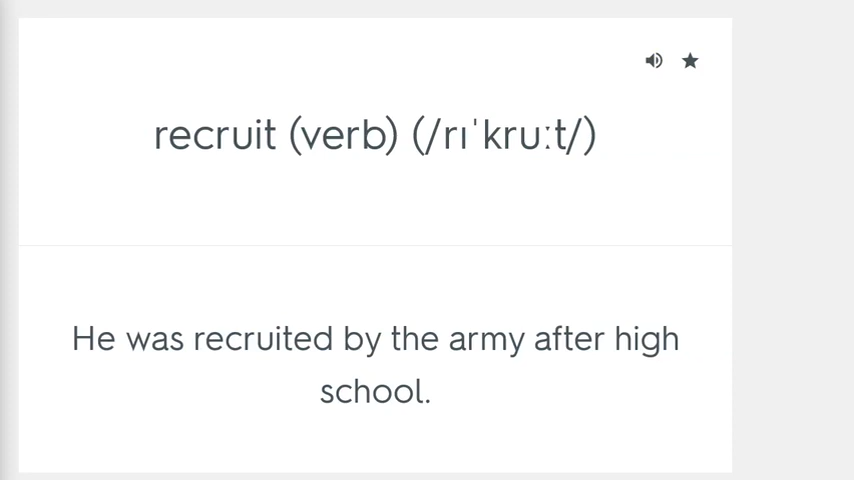 recruit (verb) (/rɪˈkruːt/)
He was recruited by the army after high
school.